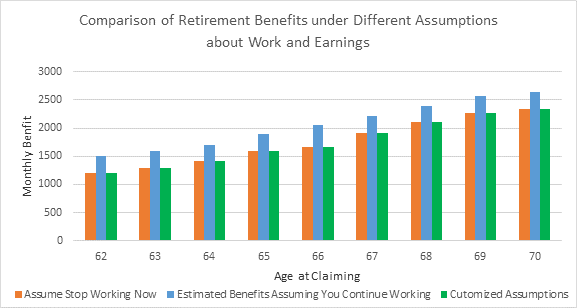 Comparison of Retirement Benefits under Different Assumptions
about Work and Earnings
3000
2500
2000
1500
1000
500
0
Monthly Benfit
62 63 64 65 66 67 68 69 70
Age at Claiming
Assume Stop Working Now Estimated Benefits Assuming You Continue Working Cutomized Assumptions